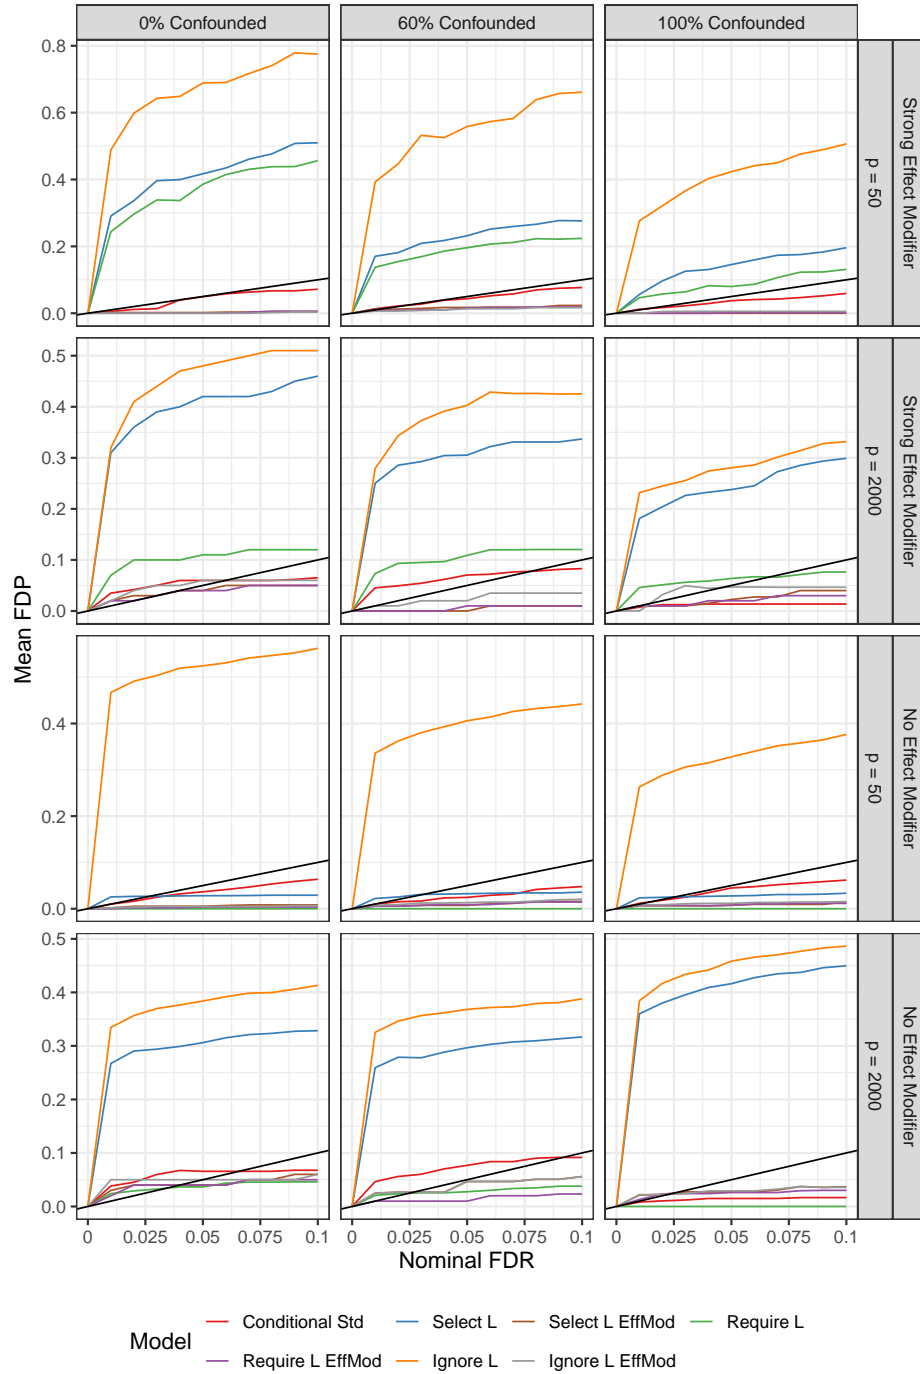 0% Confounded 60% Confounded 100% Confounded
0.8
0.6
0.4
0.2
0.0
p = 50
Strong Effect Modifier
0.5
0.4
0.3
0.2
0.1
0.0
p = 2000
Strong Effect Modifier
Mean FDP
0.4
0.2
0.0
p = 50
No Effect Modifier
0.5
0.4
0.3
0.2
0.1
0.0
p = 2000
No Effect Modifier
0 0.025 0.05 0.075 0.1 0 0.025 0.05 0.075 0.1 0 0.025 0.05 0.075 0.1
Nominal FDR
Model
Conditional Std Select L Select L EffMod Require L
Require L EffMod Ignore L Ignore L EffMod